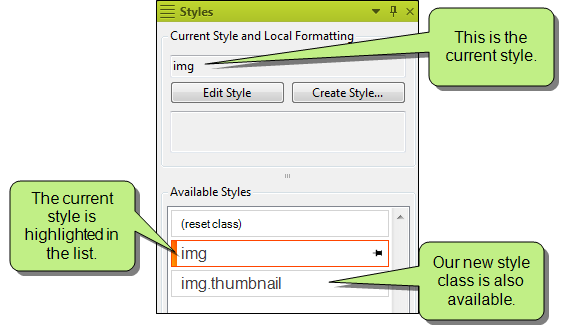 Styles
Current Style and Local Formatting
This is the
current style.
img
Edit Style
Create Style...
Available Styles
The current
style is
highlighted in
the list.
(reset class)
img
img.thumbnail
Our new style
class is also
available.